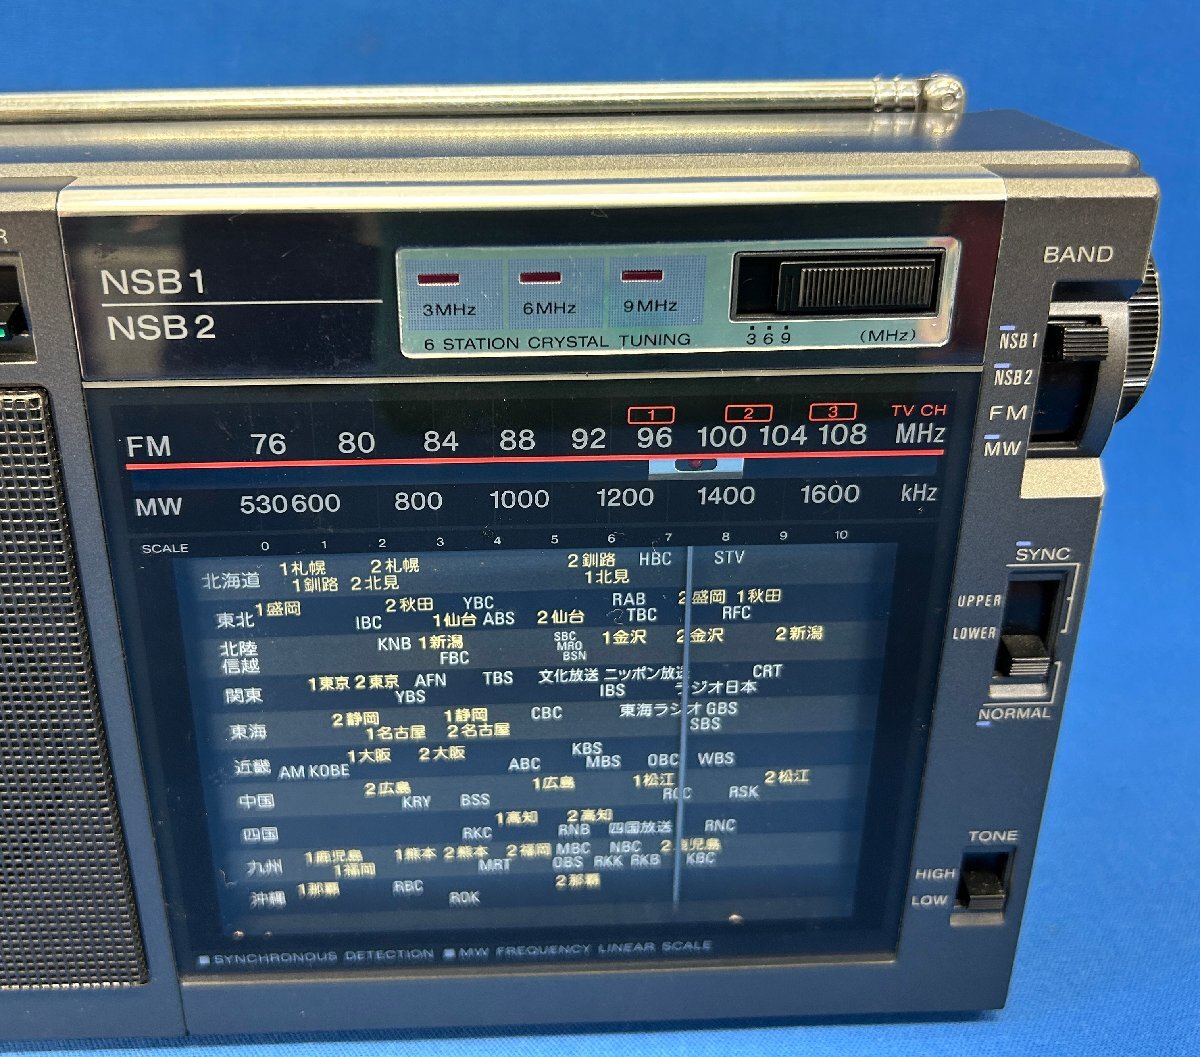 R
NSB1
NSB2
3MHz 6MHz 9MHz
6 STATION CRYSTAL TUNING
3 6 9 (MHz)
BAND
NSB1
NSB2
FM
MW
1 2 3 TV CH
FM 76 80 84 88 92 96 100 104 108 MHz
MW 530 600 800 1000 1200 1400 1600 kHz
SCALE 0 1 2 3 4 5 6 7 8 9 10
北海道 1札幌 2札幌 2釧路 HBC STV
1釧路 2北見 1北見
東北 1盛岡 2秋田 YBC RAB 2盛岡 1秋田
IBC 1仙台 ABS 2仙台 TBC RFC
北陸 KNB 1新潟 SBC 1金沢 2金沢 2新潟
信越 FBC MRO
BSN
関東 1東京 2東京 AFN TBS 文化放送 ニッポン放送 CRT
YBS IBS ラジオ日本
東海 2静岡 1静岡 CBC 東海ラジオ GBS
1名古屋 2名古屋 SBS
近畿 1大阪 2大阪 KBS
AM KOBE ABC MBS OBC WBS
中国 2広島 1広島 1松江 2松江
KRY BSS RCC RSK
四国 1高知 2高知
RKC RNB 四国放送 RNC
九州 1鹿児島 1熊本 2熊本 2福岡 MBC NBC 2鹿児島
1福岡 MRT OBS RKK RKB KBC
沖縄 1那覇 RBC 2那覇
ROK
SYNCHRONOUS DETECTION MW FREQUENCY LINEAR SCALE
SYNC
UPPER
LOWER
NORMAL
TONE
HIGH
LOW